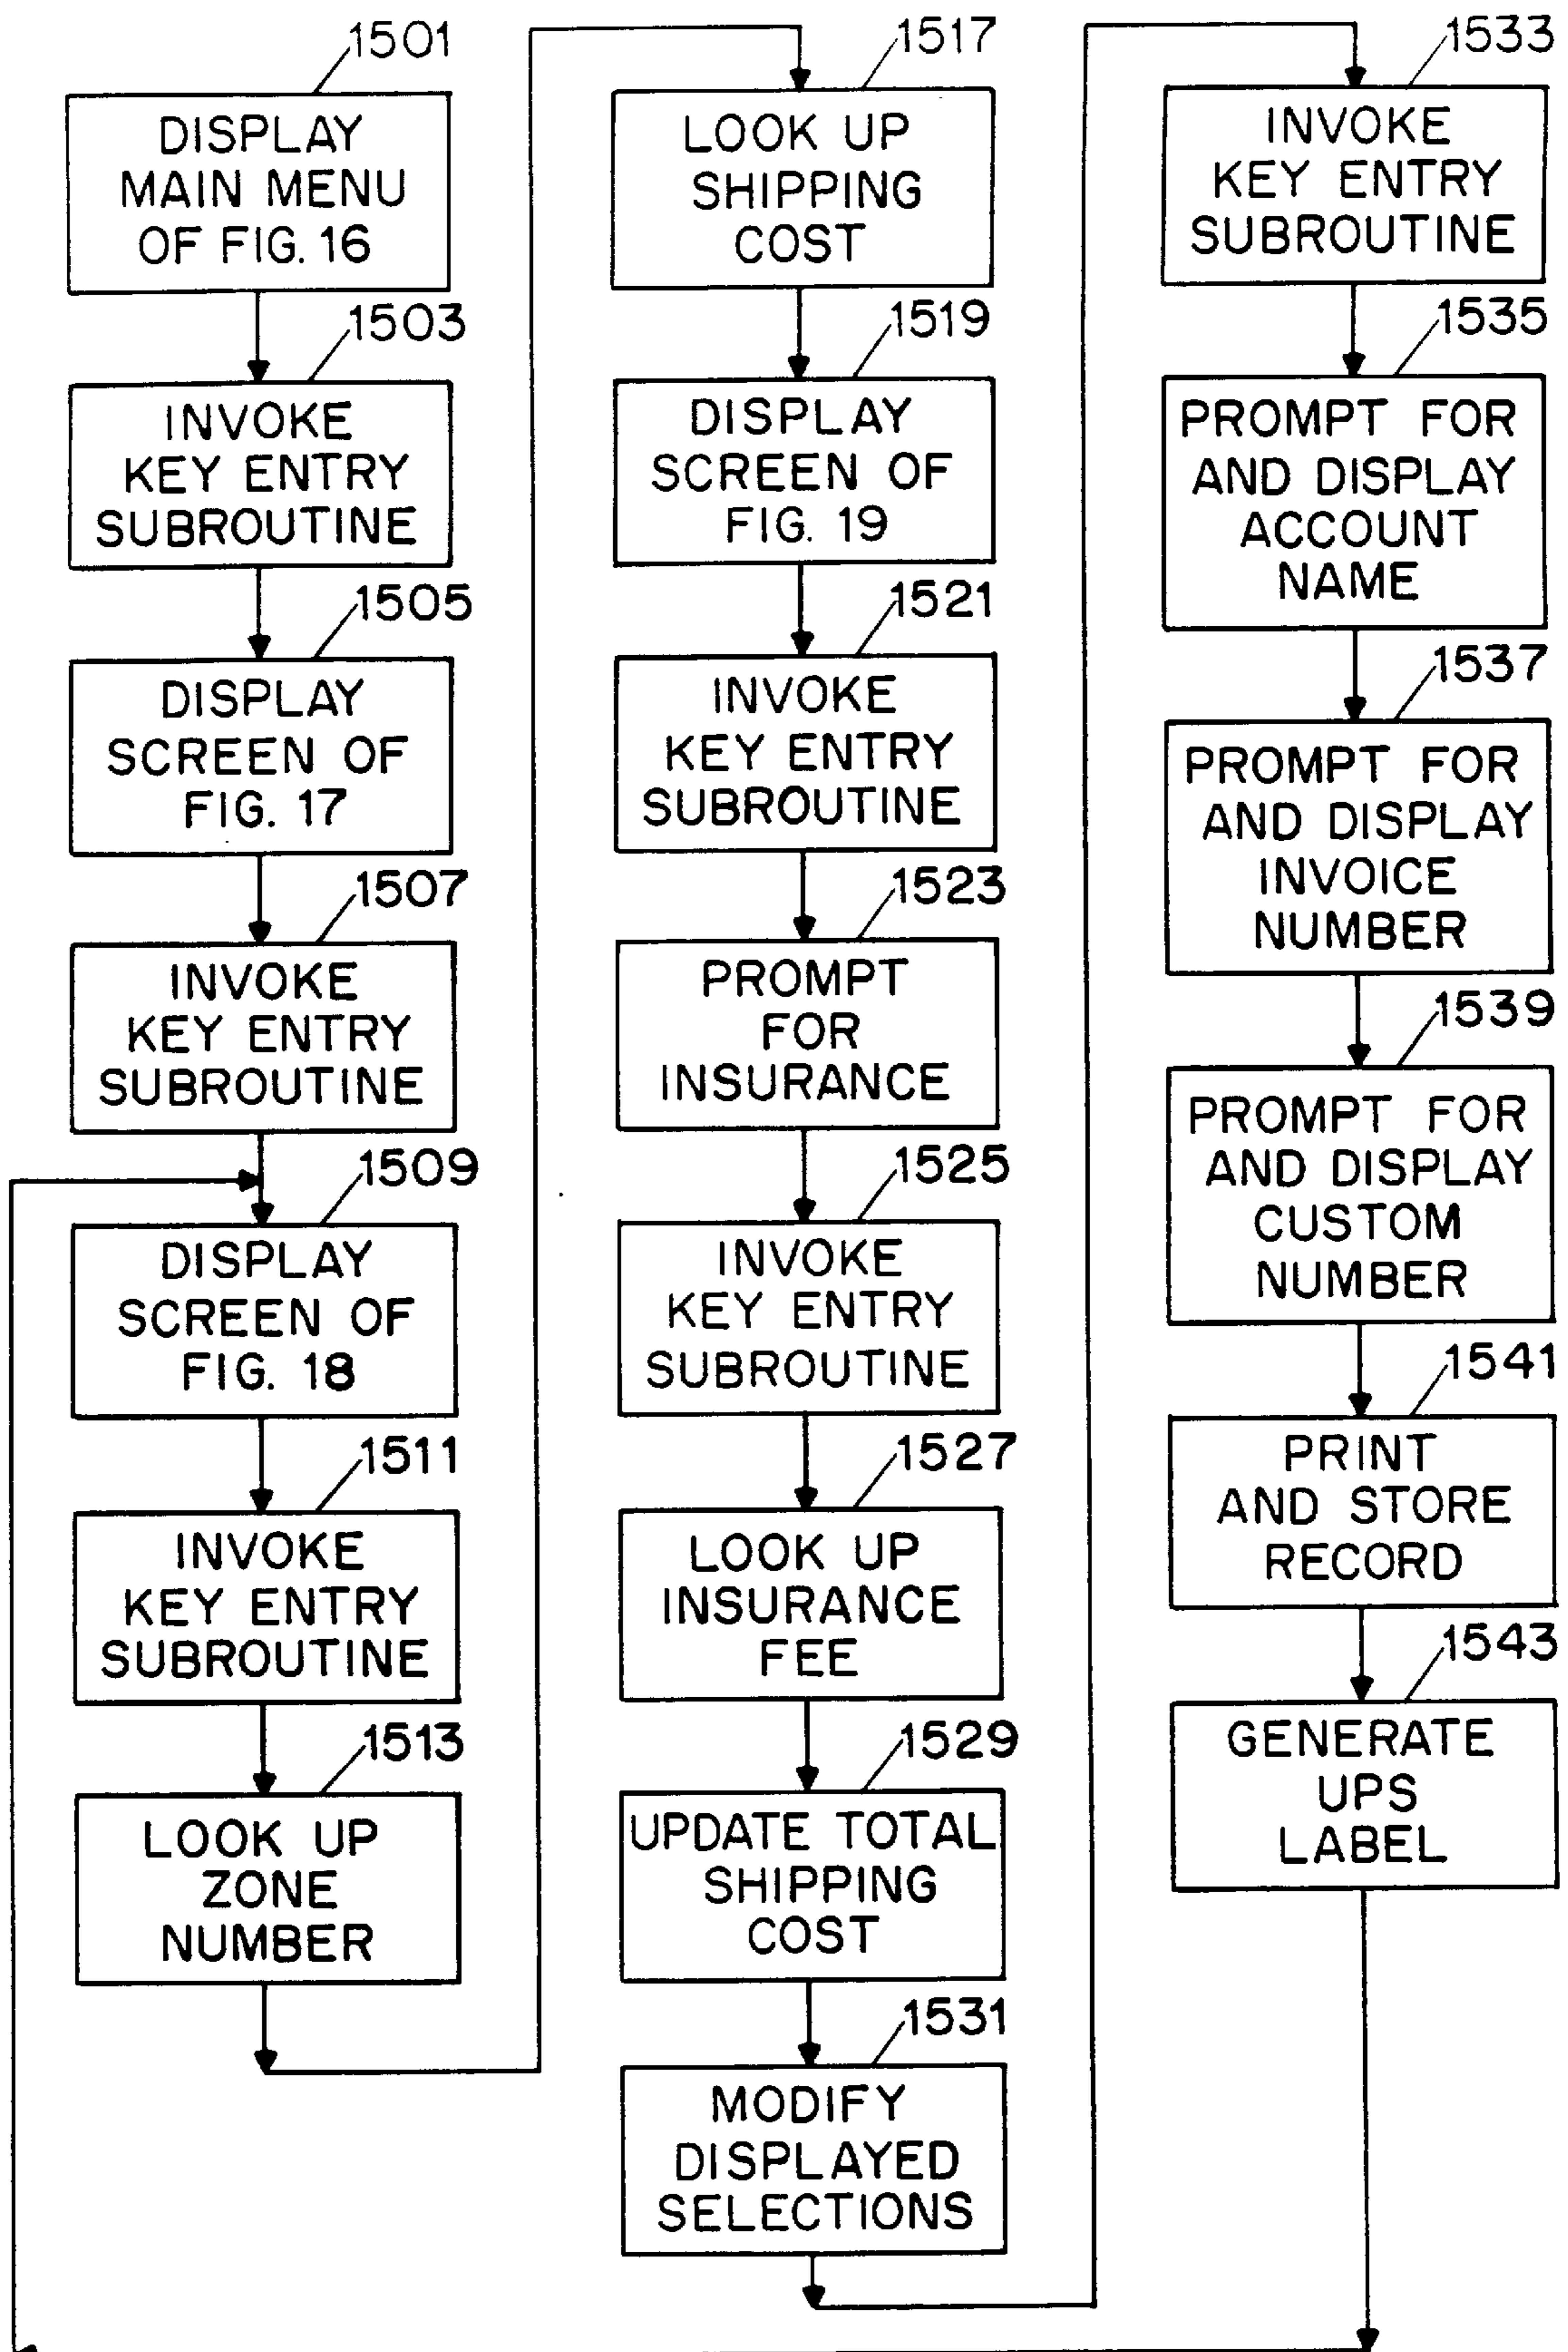 1501
DISPLAY
MAIN MENU
OF FIG. 16
1503
INVOKE
KEY ENTRY
SUBROUTINE
1505
DISPLAY
SCREEN OF
FIG. 17
1507
INVOKE
KEY ENTRY
SUBROUTINE
1509
DISPLAY
SCREEN OF
FIG. 18
1511
INVOKE
KEY ENTRY
SUBROUTINE
1513
LOOK UP
ZONE
NUMBER
1517
LOOK UP
SHIPPING
COST
1519
DISPLAY
SCREEN OF
FIG. 19
1521
INVOKE
KEY ENTRY
SUBROUTINE
1523
PROMPT
FOR
INSURANCE
1525
INVOKE
KEY ENTRY
SUBROUTINE
1527
LOOK UP
INSURANCE
FEE
1529
UPDATE TOTAL
SHIPPING
COST
1531
MODIFY
DISPLAYED
SELECTIONS
1533
INVOKE
KEY ENTRY
SUBROUTINE
1535
PROMPT FOR
AND DISPLAY
ACCOUNT
NAME
1537
PROMPT FOR
AND DISPLAY
INVOICE
NUMBER
1539
PROMPT FOR
AND DISPLAY
CUSTOM
NUMBER
1541
PRINT
AND STORE
RECORD
1543
GENERATE
UPS
LABEL